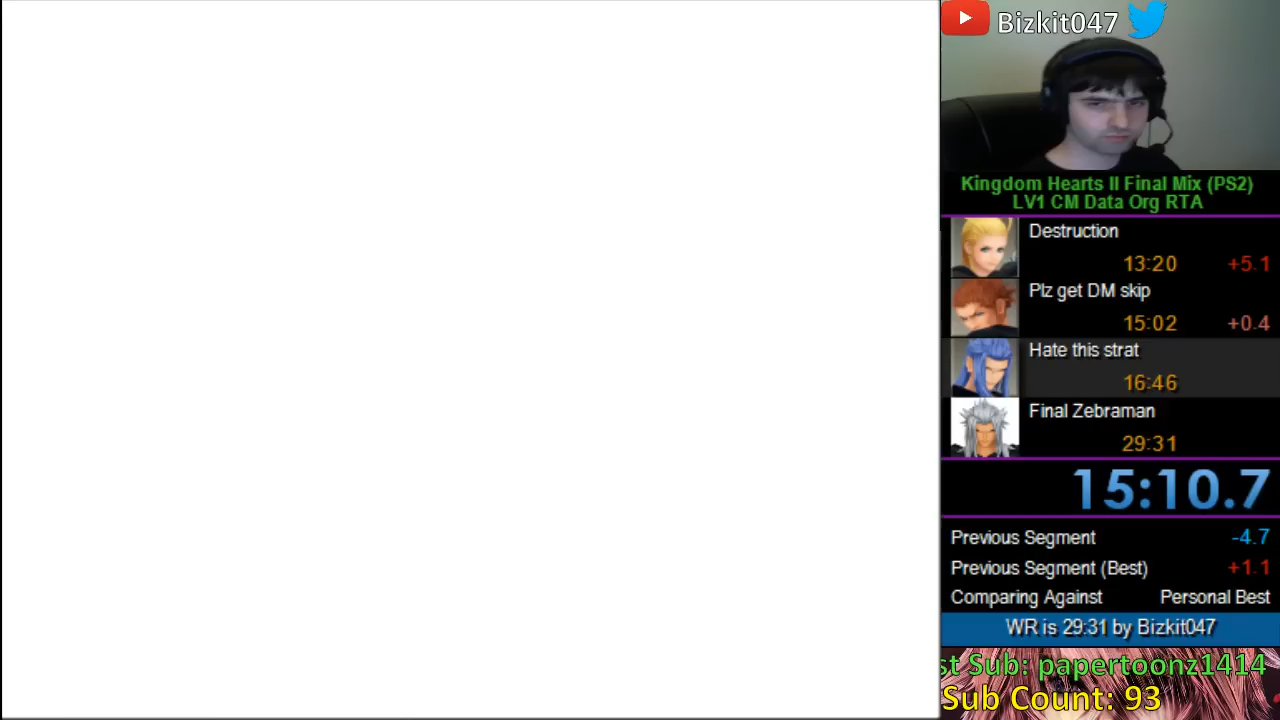 Bizkit047
Kingdom Hearts II Final Mix (PS2)
LV1 CM Data Org RTA
Destruction
13:20 +5.1
Plz get DM skip
15:02 +0.4
Hate this strat
16:46
Final Zebraman
29:31
15:10.7
Previous Segment -4.7
Previous Segment (Best) +1.1
Comparing Against Personal Best
WR is 29:31 by Bizkit047
st Sub: papertoonz1414
Sub Count: 93